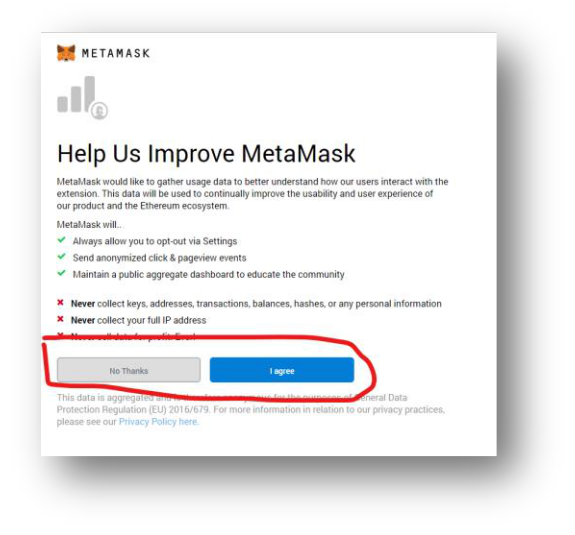 METAMASK
Help Us Improve MetaMask
MetaMask would like to gather usage data to better understand how our users interact with the
extension. This data will be used to continually improve the usability and user experience of
our product and the Ethereum ecosystem.
MetaMask will..
Always allow you to opt-out via Settings
Send anonymized click & pageview events
Maintain a public aggregate dashboard to educate the community
Never collect keys, addresses, transactions, balances, hashes, or any personal information
Never collect your full IP address
Never sell data for profit. Ever!
No Thanks
I agree
This data is aggregated and is therefore anonymous for the purposes of General Data
Protection Regulation (EU) 2016/679. For more information in relation to our privacy practices,
please see our Privacy Policy here.